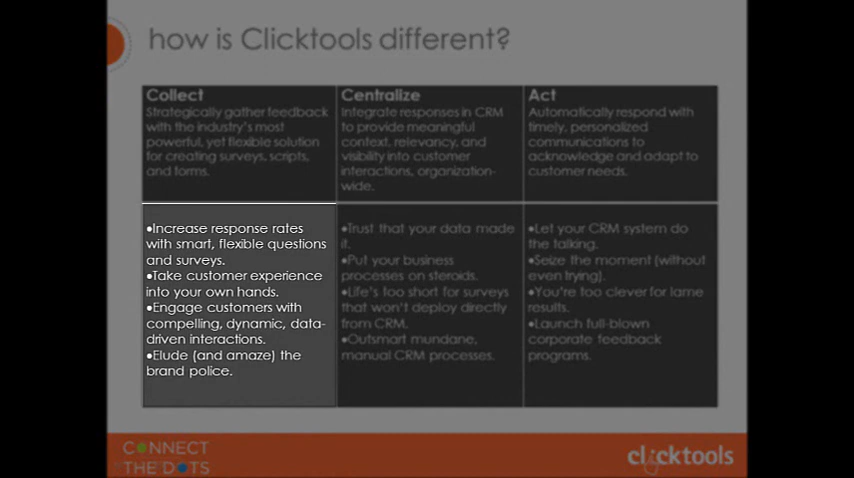 how is Clicktools different?
Collect
Strategically gather feedback
with the industry's most
powerful, yet flexible solution
for creating surveys, scripts,
and forms.
Centralize
Integrate responses in CRM
to provide meaningful
context, relevancy, and
visibility into customer
interactions, organization-
wide.
Act
Automatically respond with
timely, personalized
communications to
acknowledge and adapt to
customer needs.
•Increase response rates
with smart, flexible questions
and surveys.
•Take customer experience
into your own hands.
•Engage customers with
compelling, dynamic, data-
driven interactions.
•Elude (and amaze) the
brand police.
•Trust that your data made
it.
•Put your business
processes on steroids.
•Life's too short for surveys
that won't deploy directly
from CRM.
•Outsmart mundane,
manual CRM processes.
•Let your CRM system do
the talking.
•Seize the moment (without
even trying).
•You're too clever for lame
results.
•Launch full-blown
corporate feedback
programs.
CONNECT
THE DOTS
clicktools